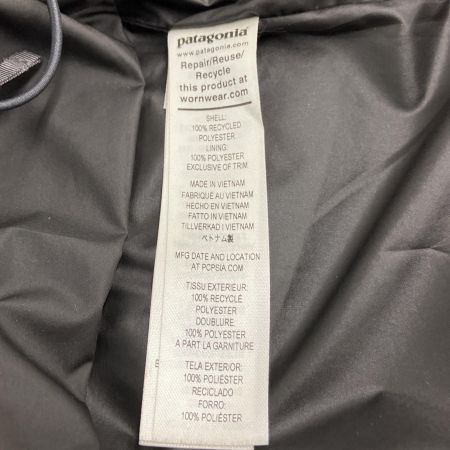 patagonia
www.patagonia.com
Repair/Reuse/
Recycle
this product at
wornwear.com
SHELL:
100% RECYCLED
POLYESTER
LINING:
100% POLYESTER
EXCLUSIVE OF TRIM
MADE IN VIETNAM
FABRIQUÉ AU VIETNAM
HECHO EN VIETNAM
FATTO IN VIETNAM
TILLVERKAD I VIETNAM
ベトナム製
MFG DATE AND LOCATION
AT PCPSIA.COM
TISSU EXTERIEUR:
100% RECYCLÉ
POLYESTER
DOUBLURE:
100% POLYESTER
A PART LA GARNITURE
TELA EXTERIOR:
100% POLIÉSTER
RECICLADO
FORRO:
100% POLIÉSTER